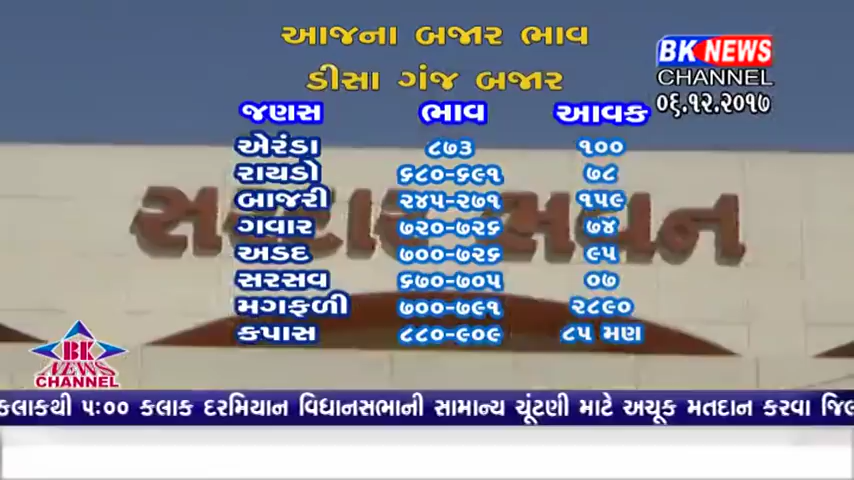 આજના બજાર ભાવ
ડીસા ગંજ બજાર
BK NEWS
CHANNEL
૦૬.૧૨.૨૦૧૭
જણસ ભાવ આવક
એરંડા ૮૭૩ ૧૦૦
રાયડો ૬૮૦-૬૯૧ ૭૮
બાજરી ૨૪૫-૨૭૧ ૧૫૯
ગવાર ૭૨૦-૭૨૬ ૭૪
અડદ ૭૦૦-૭૨૬ ૯૫
સરસવ ૬૭૦-૭૦૫ ૦૭
મગફળી ૭૦૦-૭૯૧ ૨૮૯૦
કપાસ ૮૮૦-૯૦૯ ૮૫ મણ
સરદાર ભવન
BK
NEWS
CHANNEL
કલાકથી ૫:૦૦ કલાક દરમિયાન વિધાનસભાની સામાન્ય ચૂંટણી માટે અચૂક મતદાન કરવા જિલ